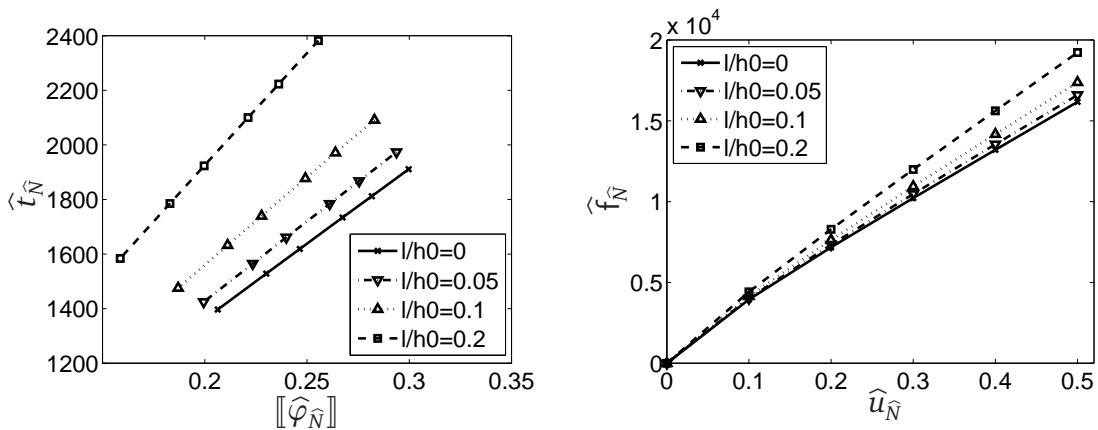 2400
2200
2000
1800
1600
1400
1200
t̂_N̂
l/h0=0
l/h0=0.05
l/h0=0.1
l/h0=0.2
0.2 0.25 0.3 0.35
⟦φ̂_N̂⟧
x 10^4
2
1.5
1
0.5
0
f̂_N̂
l/h0=0
l/h0=0.05
l/h0=0.1
l/h0=0.2
0 0.1 0.2 0.3 0.4 0.5
û_N̂